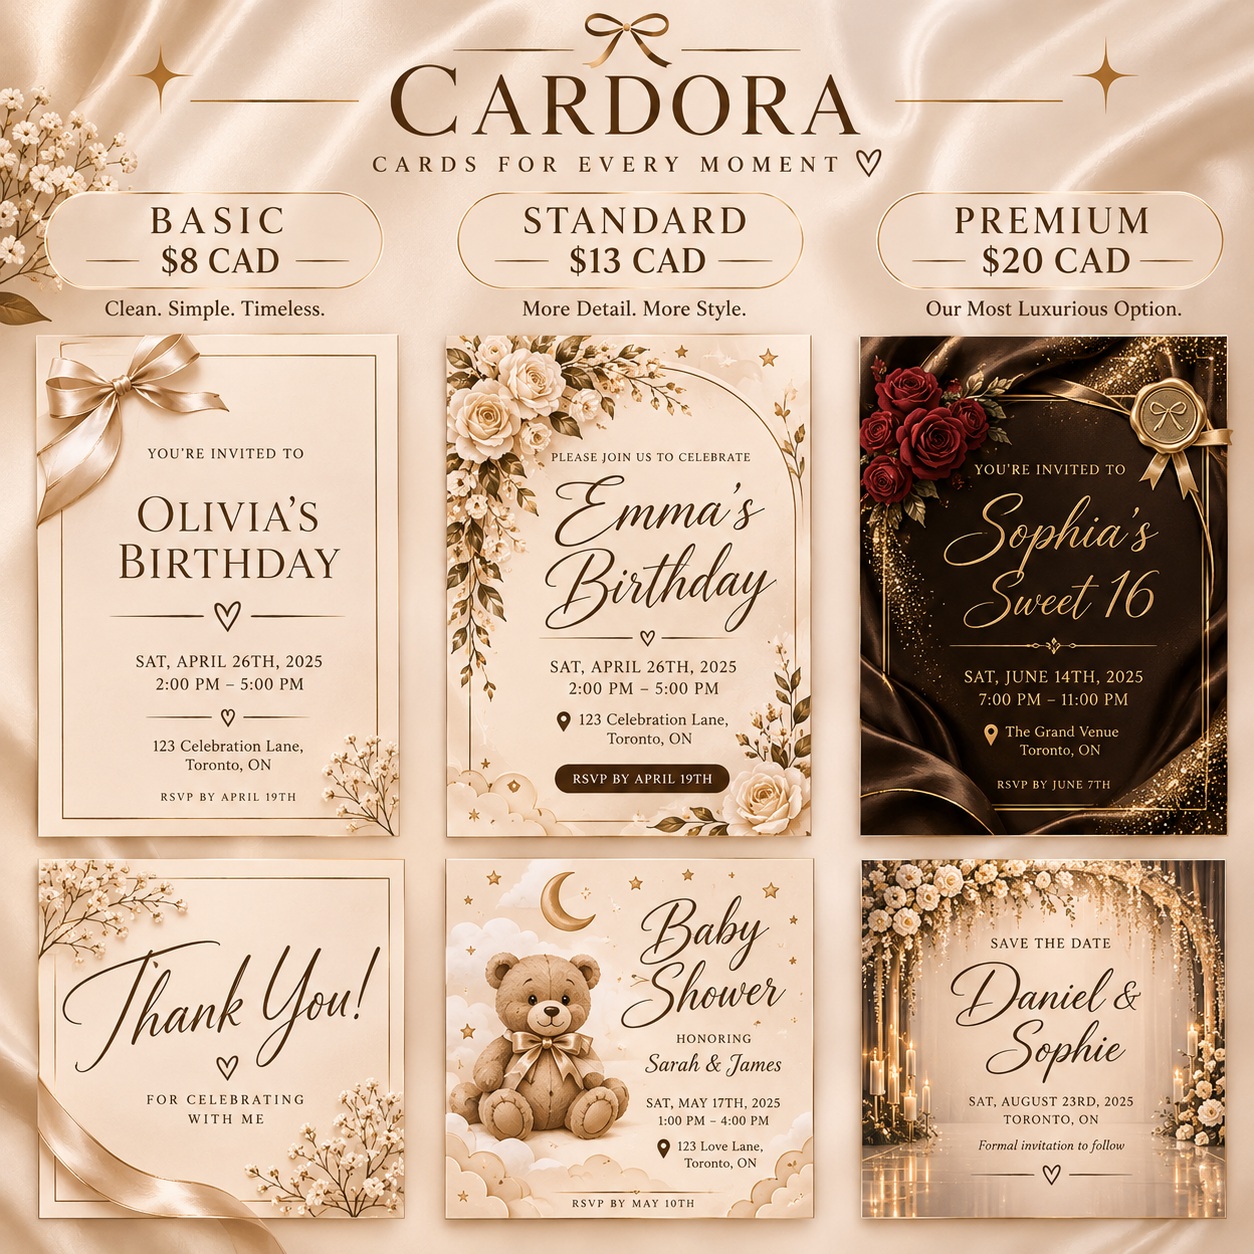 CARDORA
CARDS FOR EVERY MOMENT
BASIC
$8 CAD
Clean. Simple. Timeless.
STANDARD
$13 CAD
More Detail. More Style.
PREMIUM
$20 CAD
Our Most Luxurious Option.
YOU'RE INVITED TO
OLIVIA'S
BIRTHDAY
SAT, APRIL 26TH, 2025
2:00 PM – 5:00 PM
123 Celebration Lane,
Toronto, ON
RSVP BY APRIL 19TH
PLEASE JOIN US TO CELEBRATE
Emma's
Birthday
SAT, APRIL 26TH, 2025
2:00 PM – 5:00 PM
123 Celebration Lane,
Toronto, ON
RSVP BY APRIL 19TH
YOU'RE INVITED TO
Sophia's
Sweet 16
SAT, JUNE 14TH, 2025
7:00 PM – 11:00 PM
The Grand Venue
Toronto, ON
RSVP BY JUNE 7TH
Thank You!
FOR CELEBRATING
WITH ME
Baby
Shower
HONORING
Sarah & James
SAT, MAY 17TH, 2025
1:00 PM – 4:00 PM
123 Love Lane,
Toronto, ON
RSVP BY MAY 10TH
SAVE THE DATE
Daniel &
Sophie
SAT, AUGUST 23RD, 2025
TORONTO, ON
Formal invitation to follow